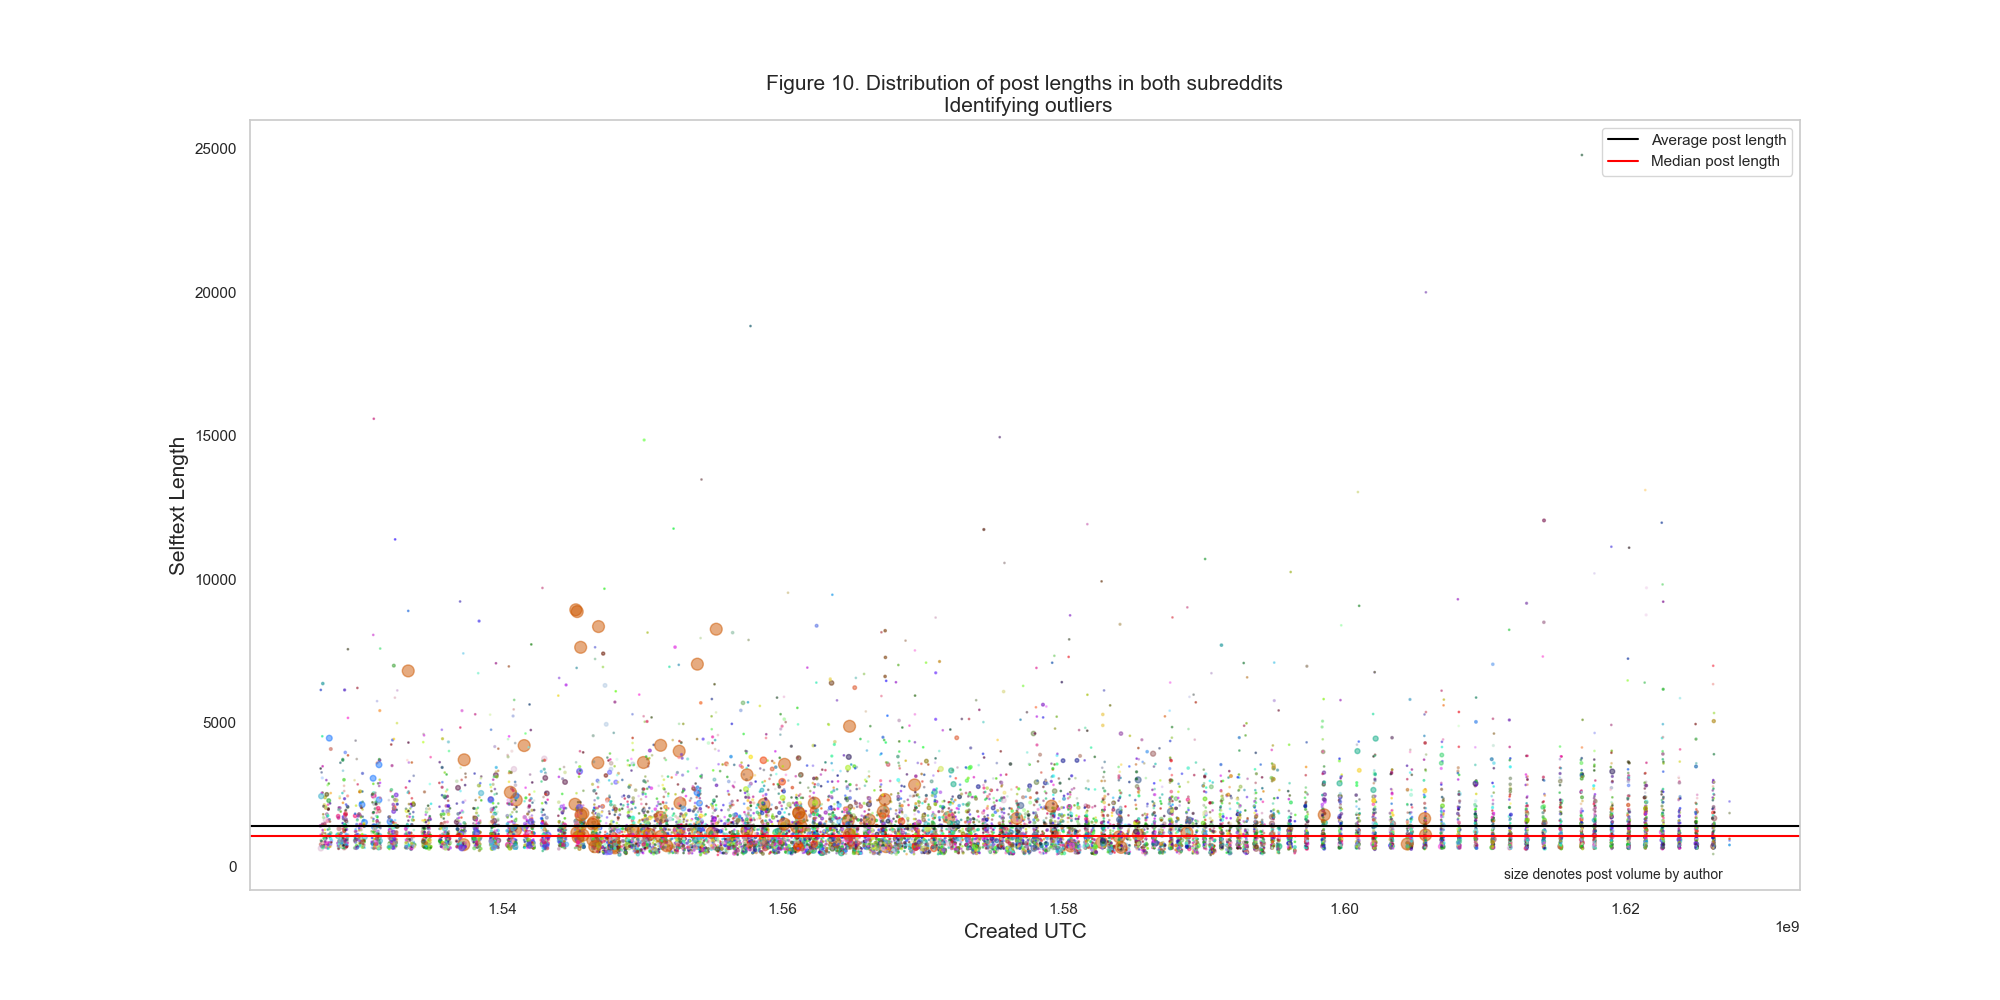 Figure 10. Distribution of post lengths in both subreddits
Identifying outliers
Average post length
Median post length
25000
20000
15000
10000
5000
0
Selftext Length
size denotes post volume by author
1.54
1.56
1.58
1.60
1.62
1e9
Created UTC